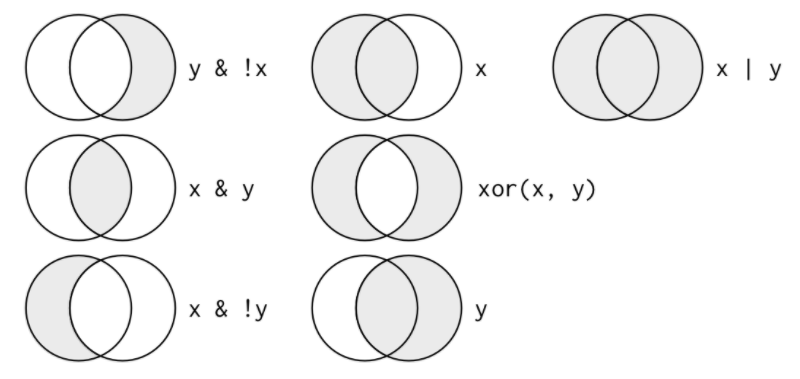 y & !x
x
x | y
x & y
xor(x, y)
x & !y
y